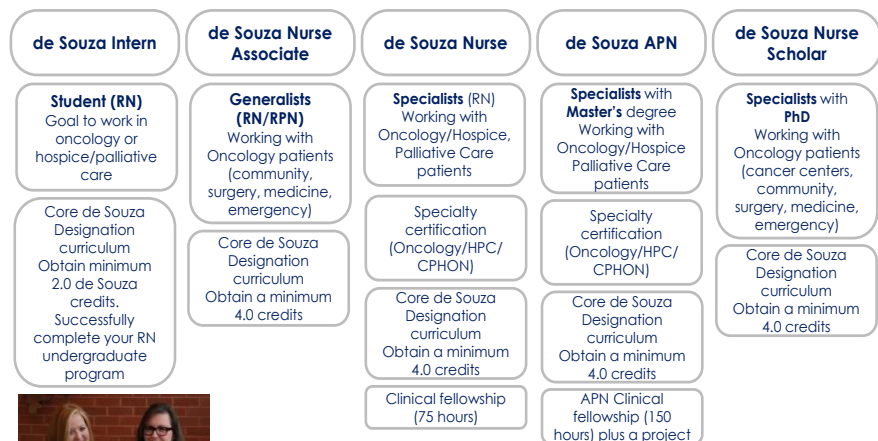 de Souza Intern
de Souza Nurse
Associate
de Souza Nurse
de Souza APN
de Souza Nurse
Scholar
Student (RN)
Goal to work in
oncology or
hospice/palliative
care
Core de Souza
Designation
curriculum
Obtain minimum
2.0 de Souza
credits.
Successfully
complete your RN
undergraduate
program
Generalists
(RN/RPN)
Working with
Oncology patients
(community,
surgery, medicine,
emergency)
Core de Souza
Designation
curriculum
Obtain a minimum
4.0 credits
Specialists (RN)
Working with
Oncology/Hospice,
Palliative Care
patients
Specialty
certification
(Oncology/HPC/
CPHON)
Core de Souza
Designation
curriculum
Obtain a minimum
4.0 credits
Clinical fellowship
(75 hours)
Specialists with
Master's degree
Working with
Oncology/Hospice
Palliative Care
patients
Specialty
certification
(Oncology/HPC/
CPHON)
Core de Souza
Designation
curriculum
Obtain a minimum
4.0 credits
APN Clinical
fellowship (150
hours) plus a project
Specialists with
PhD
Working with
Oncology patients
(cancer centers,
community,
surgery, medicine,
emergency)
Core de Souza
Designation
curriculum
Obtain a minimum
4.0 credits